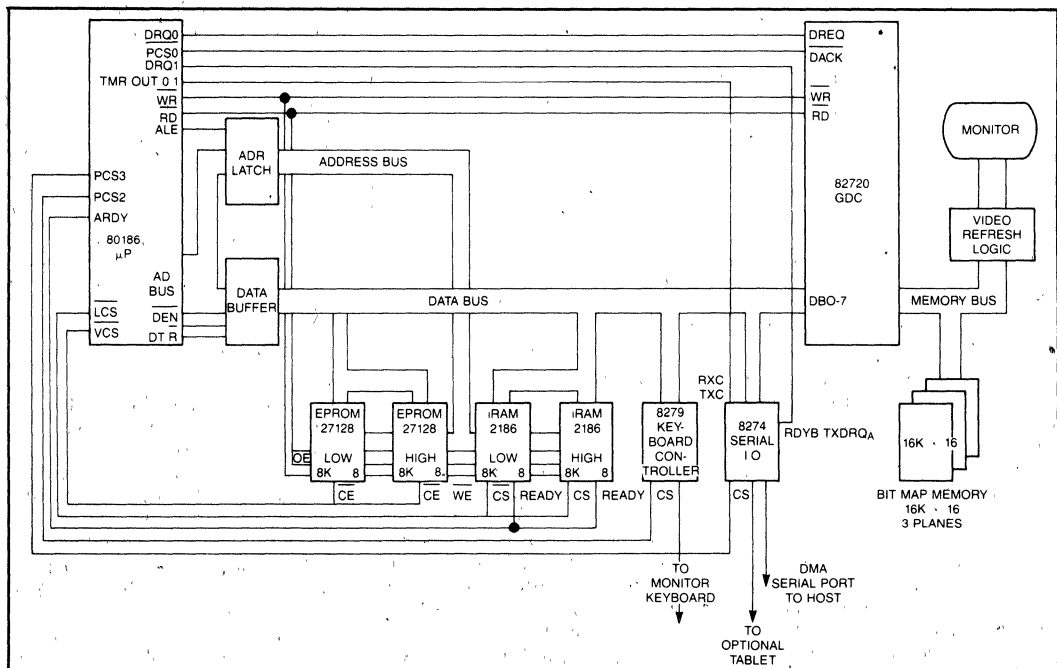 DRQ0
PCS0
DRQ1
TMR OUT 0 1
WR
RD
ALE
PCS3
PCS2
ARDY
80186
μP
AD
BUS
LCS
DEN
VCS
DT R
ADR
LATCH
ADDRESS BUS
DATA
BUFFER
DATA BUS
DREQ
DACK
WR
RD
82720
GDC
DBO-7
MONITOR
VIDEO
REFRESH
LOGIC
MEMORY BUS
16K · 16
BIT MAP MEMORY
16K · 16
3 PLANES
EPROM
27128
LOW
8K 8
OE
CE
EPROM
27128
HIGH
8K 8
CE
WE
iRAM
2186
LOW
8K 8
CS READY
iRAM
2186
HIGH
8K 8
CS READY
8279
KEY-
BOARD
CON-
TROLLER
CS
RXC
TXC
8274
SERIAL
I O
RDYB TXDRQA
CS
TO
MONITOR
KEYBOARD
DMA
SERIAL PORT
TO HOST
TO
OPTIONAL
TABLET